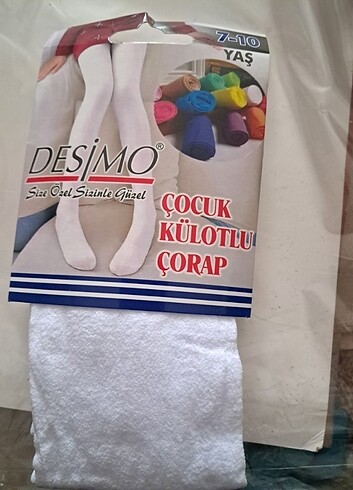 7-10
YAŞ
DESİMO®
Size Özel Sizinle Güzel
ÇOCUK
KÜLOTLU
ÇORAP